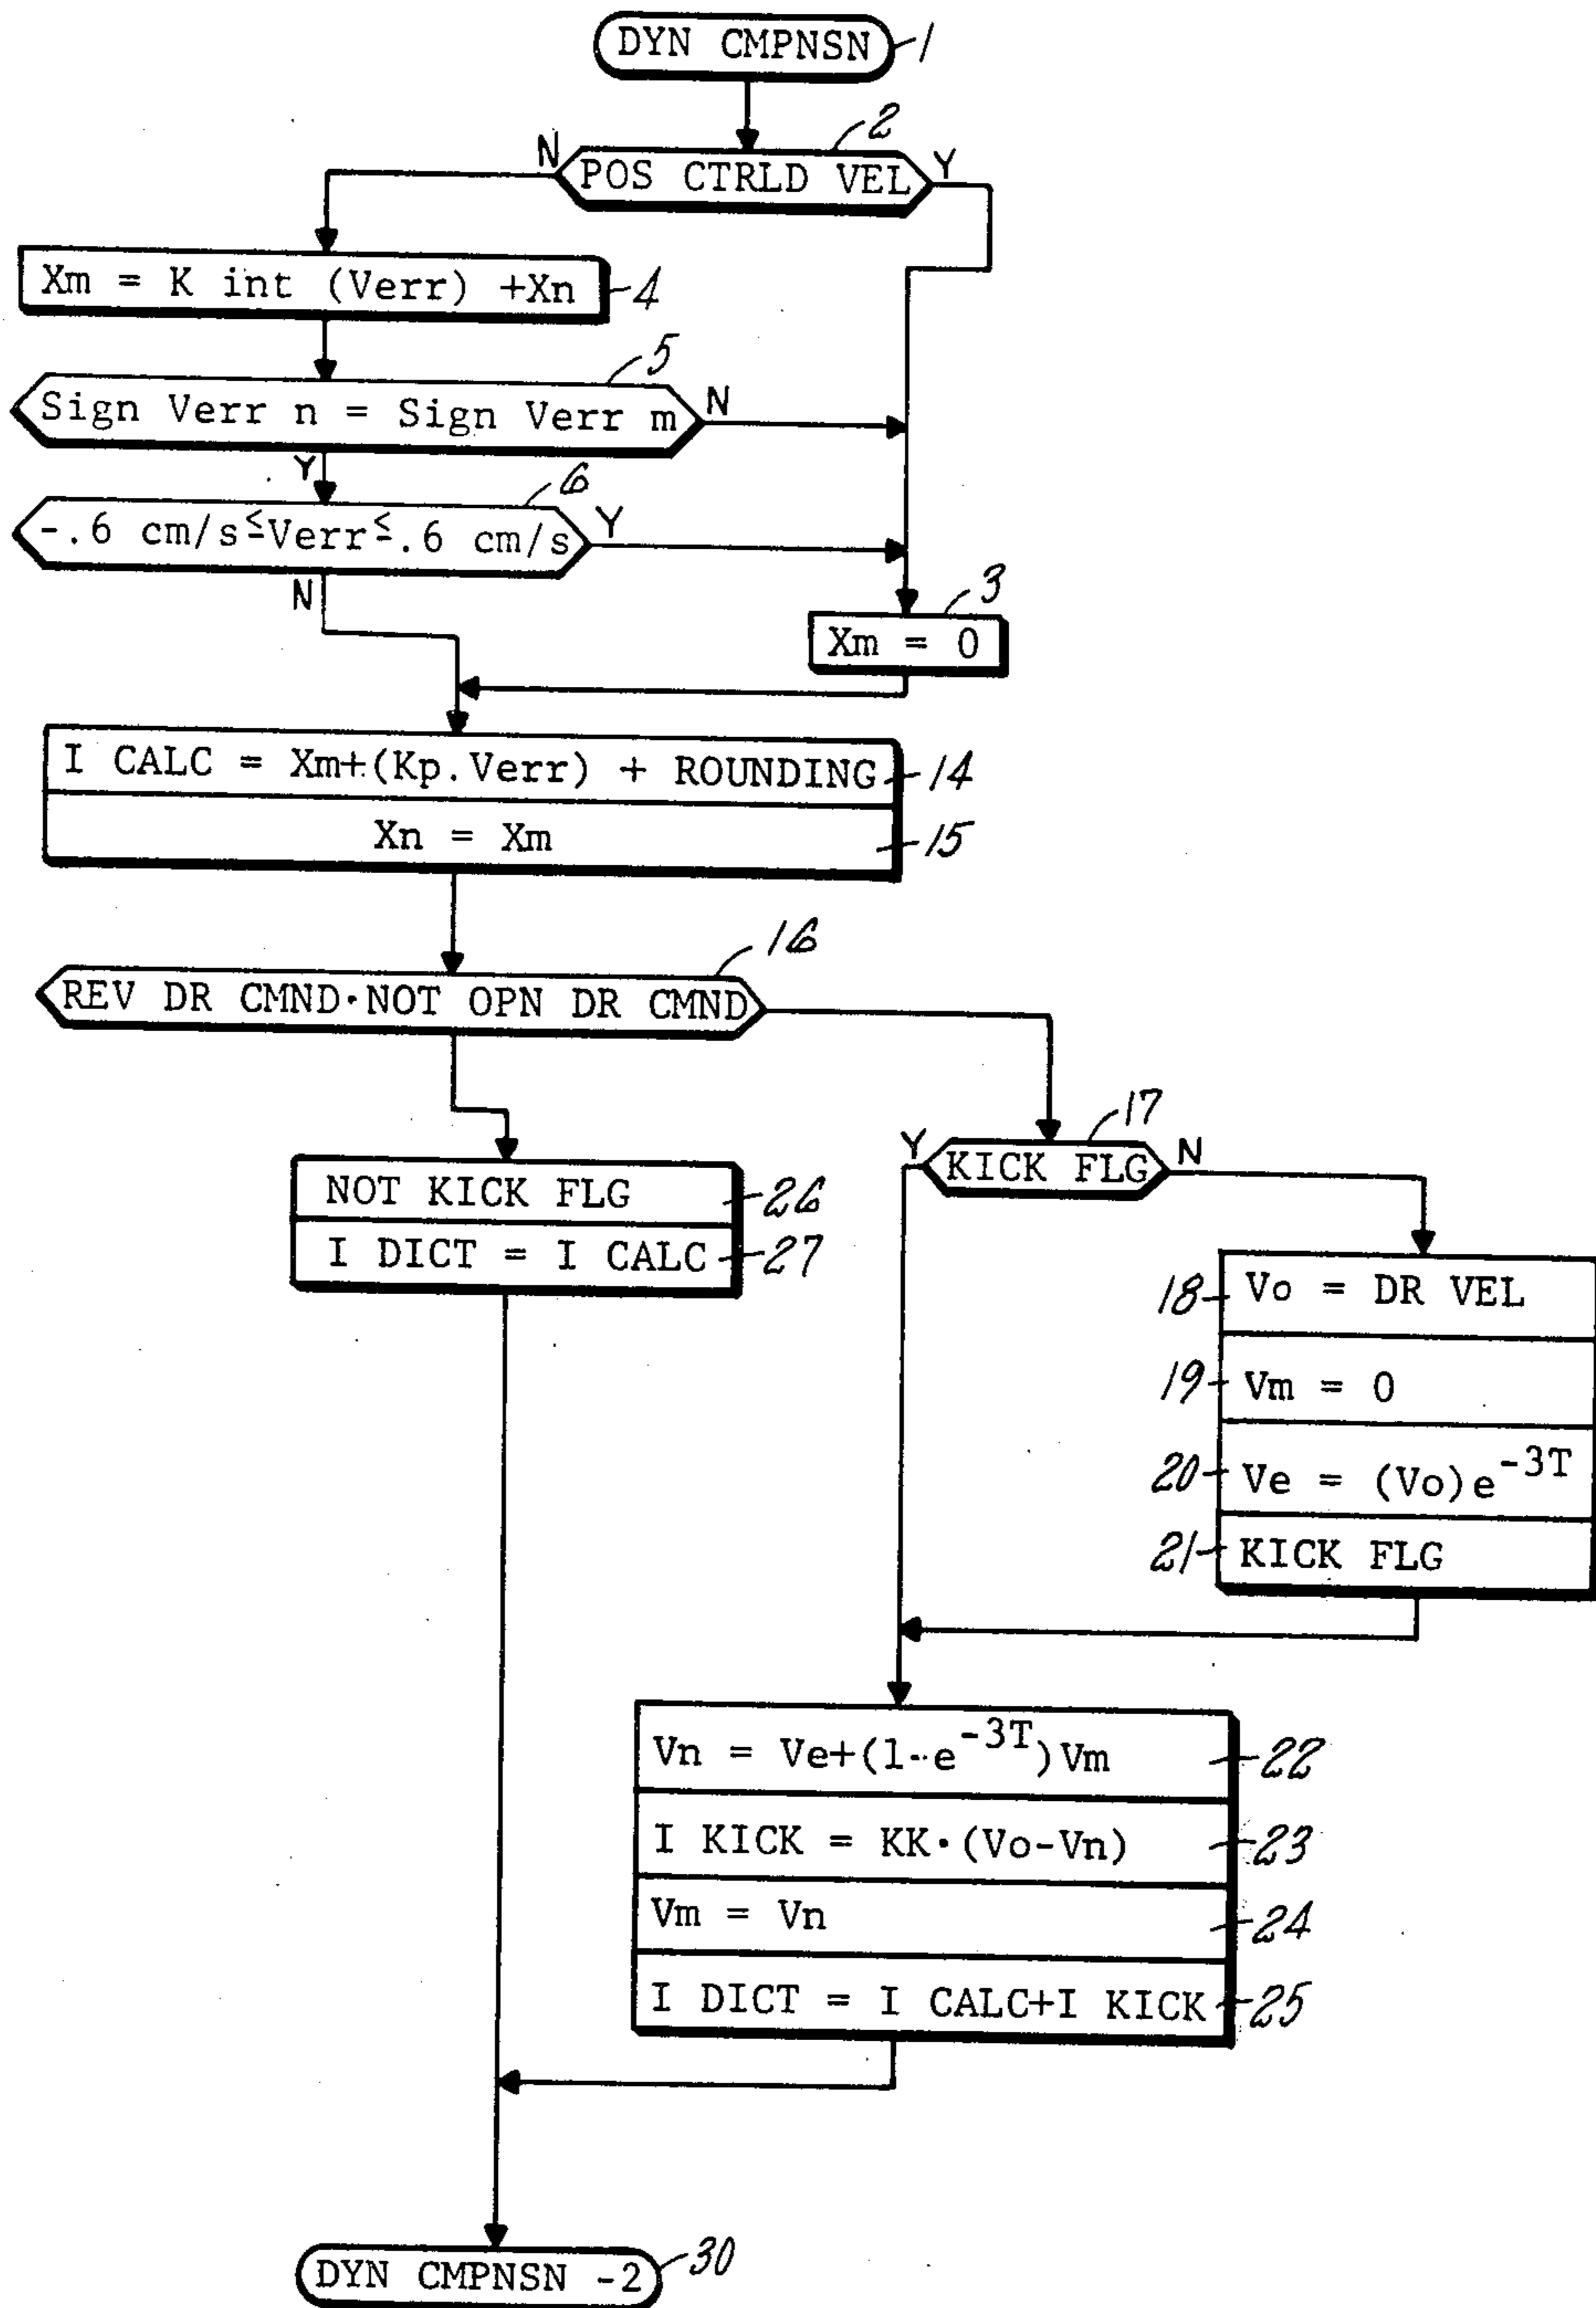 DYN CMPNSN 1
2
N POS CTRLD VEL Y
Xm = K int (Verr) +Xn 4
5
Sign Verr n = Sign Verr m N
Y
6
-.6 cm/s≤Verr≤.6 cm/s Y
N
3
Xm = 0
I CALC = Xm+(Kp.Verr) + ROUNDING 14
Xn = Xm 15
16
REV DR CMND·NOT OPN DR CMND
17
Y KICK FLG N
NOT KICK FLG 26
I DICT = I CALC 27
18 Vo = DR VEL
19 Vm = 0
20 Ve = (Vo)e^-3T
21 KICK FLG
Vn = Ve+(1-e^-3T)Vm 22
I KICK = KK·(Vo-Vn) 23
Vm = Vn 24
I DICT = I CALC+I KICK 25
DYN CMPNSN -2 30